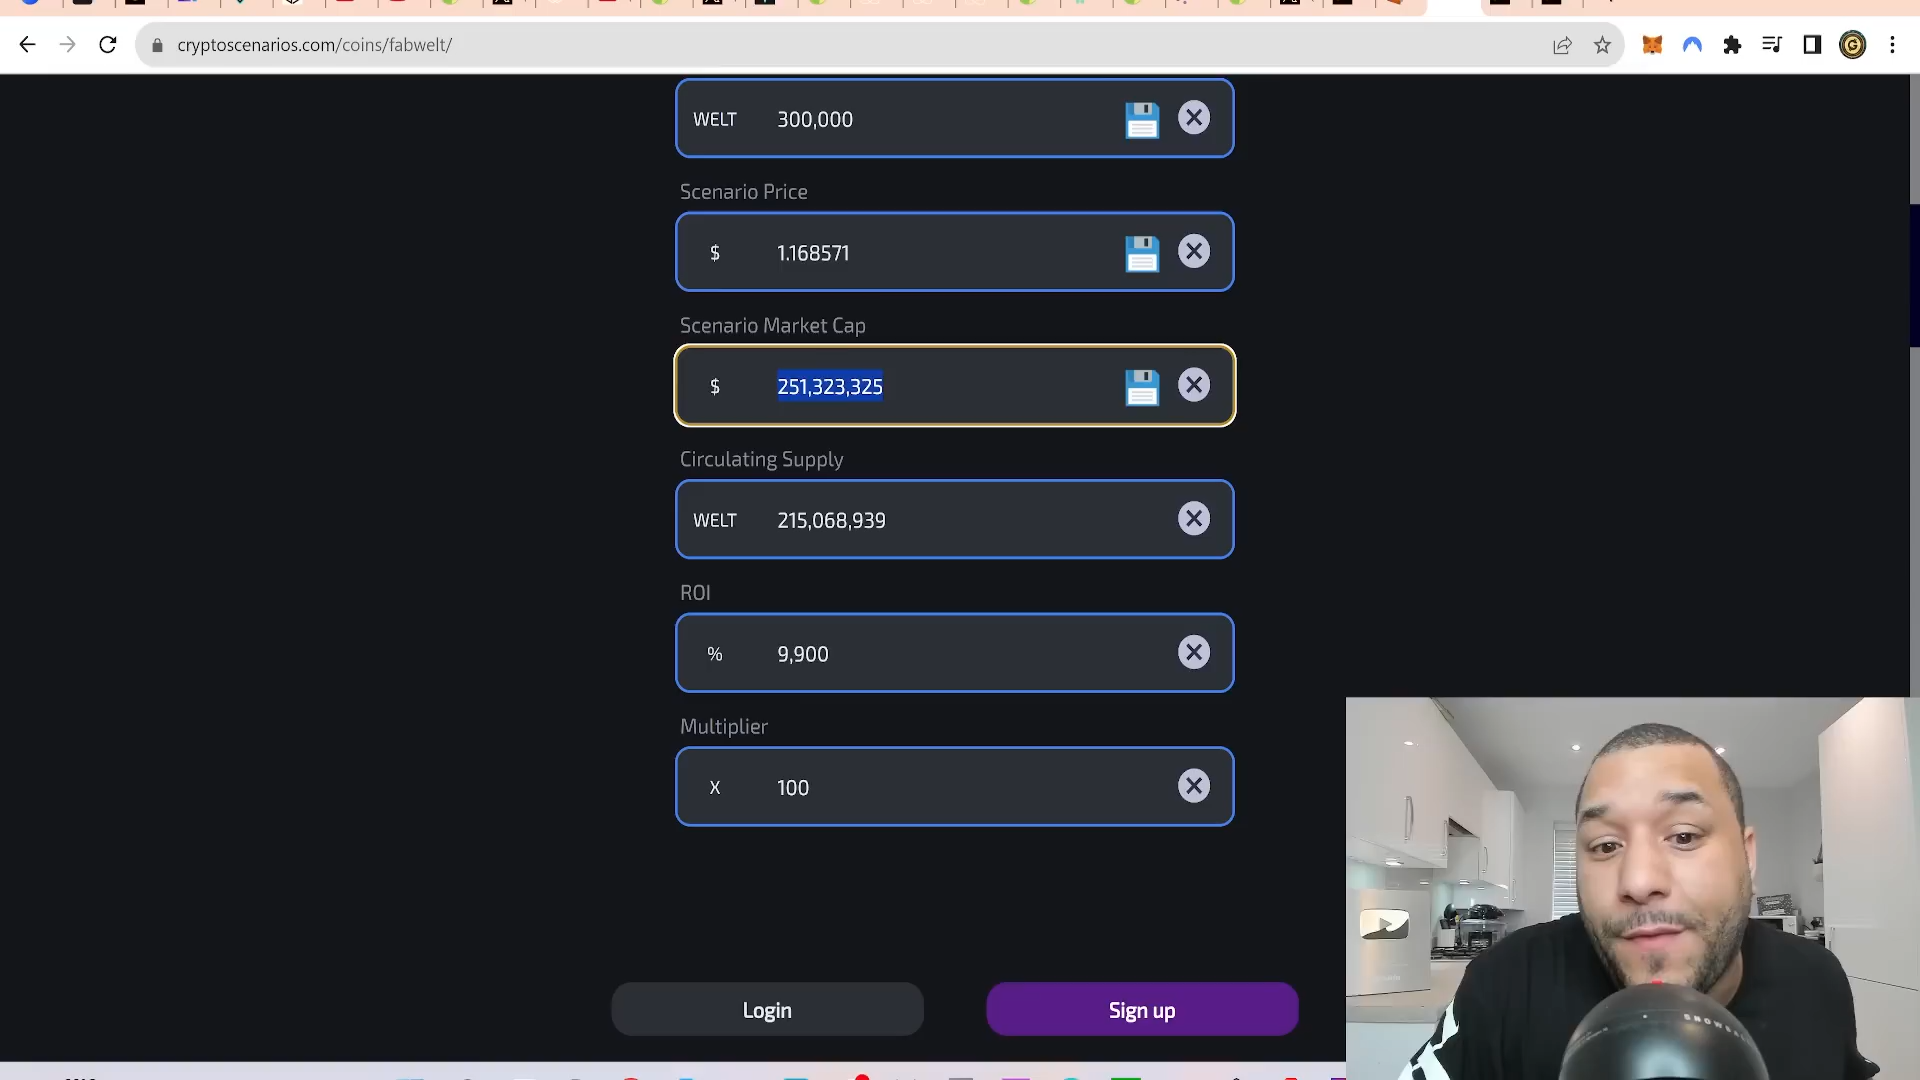 cryptoscenarios.com/coins/fabwelt/
WELT 300,000
Scenario Price
$ 1.168571
Scenario Market Cap
$ 251,323,325
Circulating Supply
WELT 215,068,939
ROI
% 9,900
Multiplier
X 100
Login
Sign up